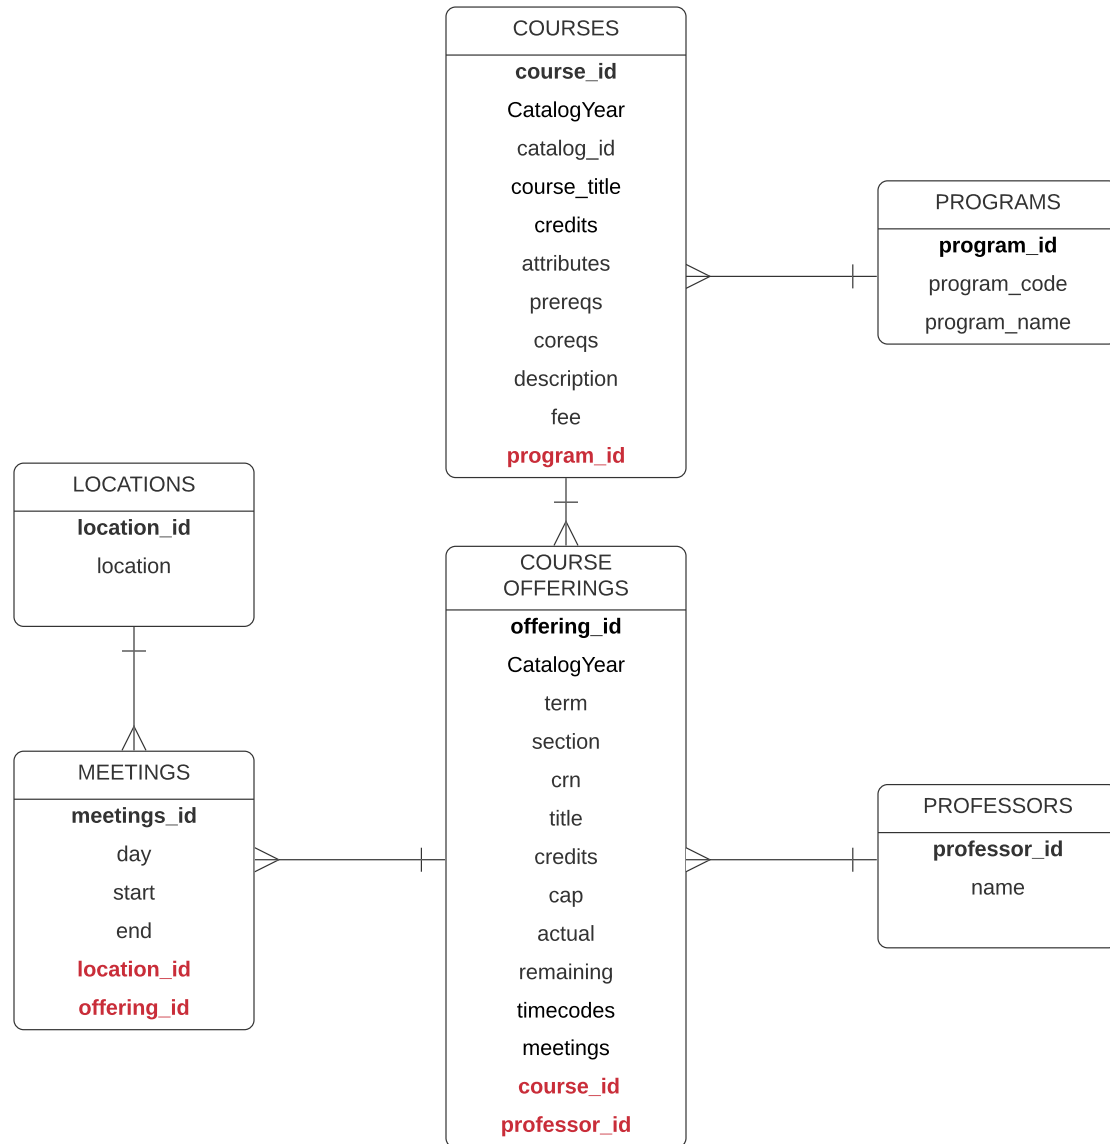 COURSES
course_id
CatalogYear
catalog_id
course_title
credits
attributes
prereqs
coreqs
description
fee
program_id
PROGRAMS
program_id
program_code
program_name
LOCATIONS
location_id
location
COURSE
OFFERINGS
offering_id
CatalogYear
term
section
crn
title
credits
cap
actual
remaining
timecodes
meetings
course_id
professor_id
MEETINGS
meetings_id
day
start
end
location_id
offering_id
PROFESSORS
professor_id
name